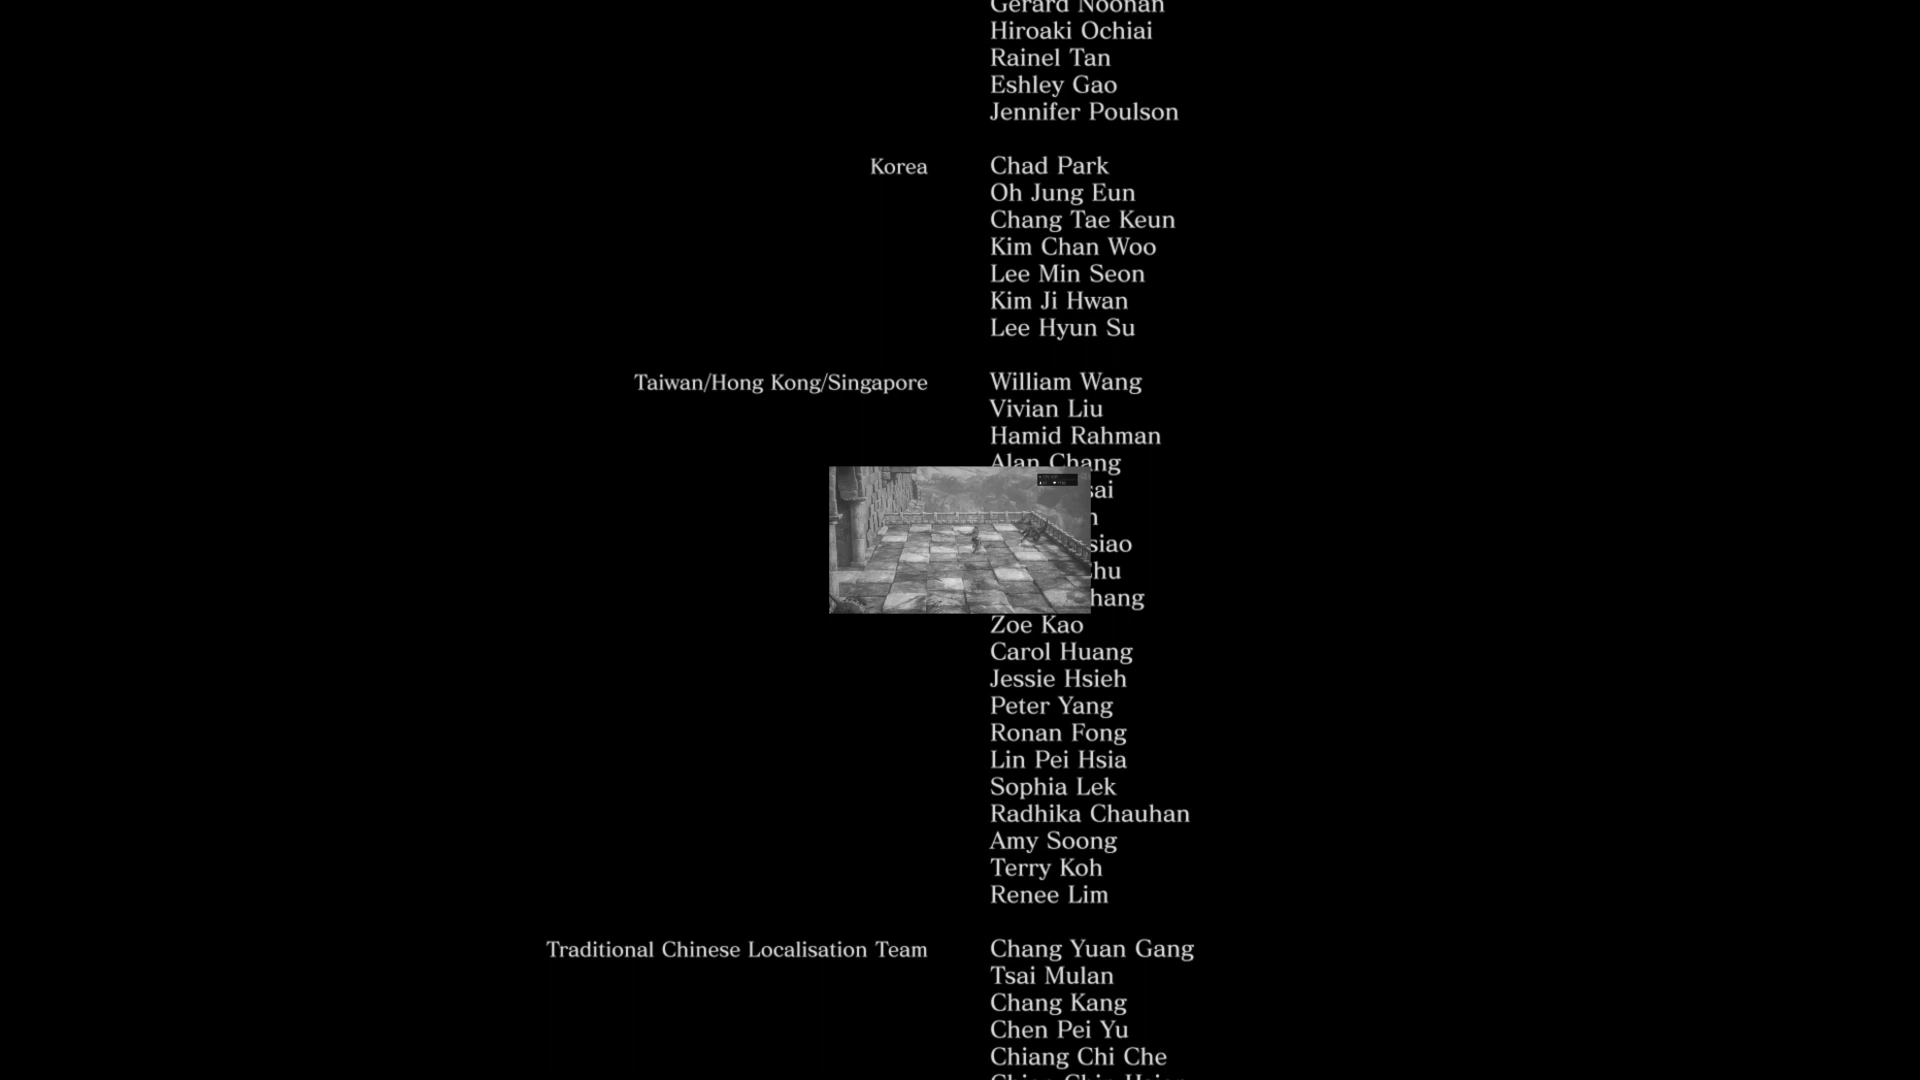 Gerard Noonan
Hiroaki Ochiai
Rainel Tan
Eshley Gao
Jennifer Poulson
Korea
Chad Park
Oh Jung Eun
Chang Tae Keun
Kim Chan Woo
Lee Min Seon
Kim Ji Hwan
Lee Hyun Su
Taiwan/Hong Kong/Singapore
William Wang
Vivian Liu
Hamid Rahman
Alan Chang
Zoe Kao
Carol Huang
Jessie Hsieh
Peter Yang
Ronan Fong
Lin Pei Hsia
Sophia Lek
Radhika Chauhan
Amy Soong
Terry Koh
Renee Lim
Traditional Chinese Localisation Team
Chang Yuan Gang
Tsai Mulan
Chang Kang
Chen Pei Yu
Chiang Chi Che